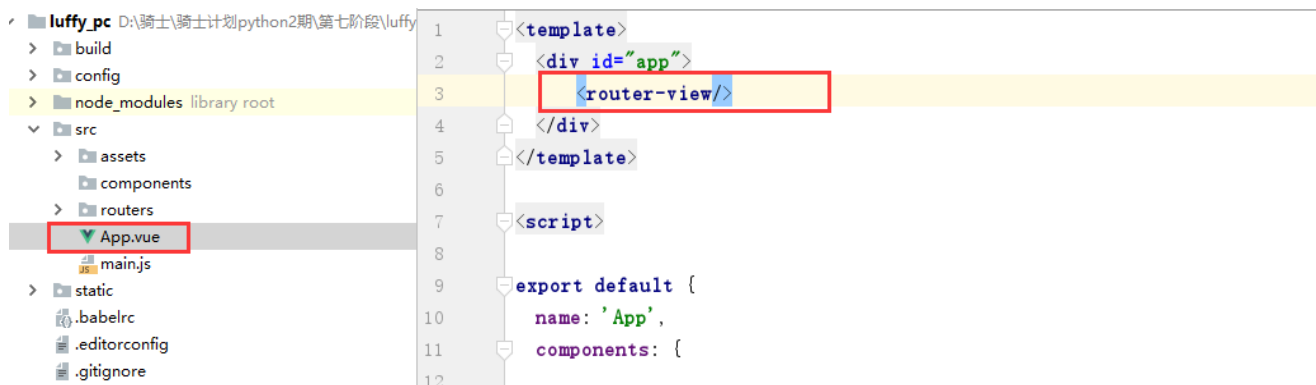 luffy_pc D:\骑士\骑士计划python2期\第七阶段\luffy
build
config
node_modules library root
src
assets
components
routers
App.vue
main.js
static
.babelrc
.editorconfig
.gitignore
1 <template>
2 <div id="app">
3 <router-view/>
4 </div>
5 </template>
6
7 <script>
8
9 export default {
10 name: 'App',
11 components: {
12